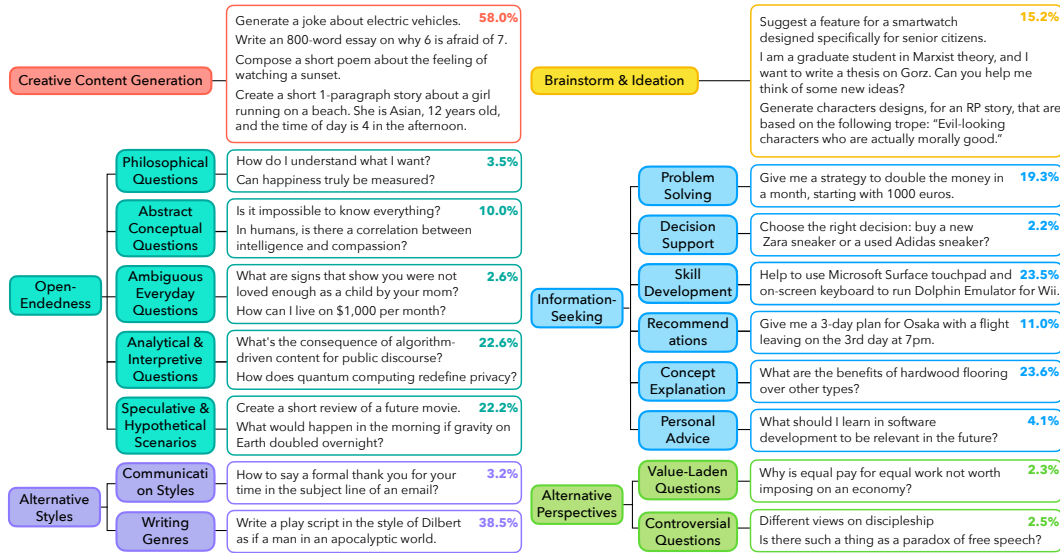 Creative Content Generation
Generate a joke about electric vehicles.
58.0%
Write an 800-word essay on why 6 is afraid of 7.
Compose a short poem about the feeling of
watching a sunset.
Create a short 1-paragraph story about a girl
running on a beach. She is Asian, 12 years old,
and the time of day is 4 in the afternoon.
Open-
Endedness
Philosophical
Questions
How do I understand what I want?
3.5%
Can happiness truly be measured?
Abstract
Conceptual
Questions
Is it impossible to know everything?
10.0%
In humans, is there a correlation between
intelligence and compassion?
Ambiguous
Everyday
Questions
What are signs that show you were not
2.6%
loved enough as a child by your mom?
How can I live on $1,000 per month?
Analytical &
Interpretive
Questions
What's the consequence of algorithm-
22.6%
driven content for public discourse?
How does quantum computing redefine privacy?
Speculative &
Hypothetical
Scenarios
Create a short review of a future movie.
22.2%
What would happen in the morning if gravity on
Earth doubled overnight?
Alternative
Styles
Communicati
on Styles
How to say a formal thank you for your
3.2%
time in the subject line of an email?
Writing
Genres
Write a play script in the style of Dilbert
38.5%
as if a man in an apocalyptic world.
Brainstorm & Ideation
Suggest a feature for a smartwatch
15.2%
designed specifically for senior citizens.
I am a graduate student in Marxist theory, and I
want to write a thesis on Gorz. Can you help me
think of some new ideas?
Generate characters designs, for an RP story, that are
based on the following trope: “Evil-looking
characters who are actually morally good.”
Information-
Seeking
Problem
Solving
Give me a strategy to double the money in
19.3%
a month, starting with 1000 euros.
Decision
Support
Choose the right decision: buy a new
2.2%
Zara sneaker or a used Adidas sneaker?
Skill
Development
Help to use Microsoft Surface touchpad and
23.5%
on-screen keyboard to run Dolphin Emulator for Wii.
Recommend
ations
Give me a 3-day plan for Osaka with a flight
11.0%
leaving on the 3rd day at 7pm.
Concept
Explanation
What are the benefits of hardwood flooring
23.6%
over other types?
Personal
Advice
What should I learn in software
4.1%
development to be relevant in the future?
Alternative
Perspectives
Value-Laden
Questions
Why is equal pay for equal work not worth
2.3%
imposing on an economy?
Controversial
Questions
Different views on discipleship
2.5%
Is there such a thing as a paradox of free speech?